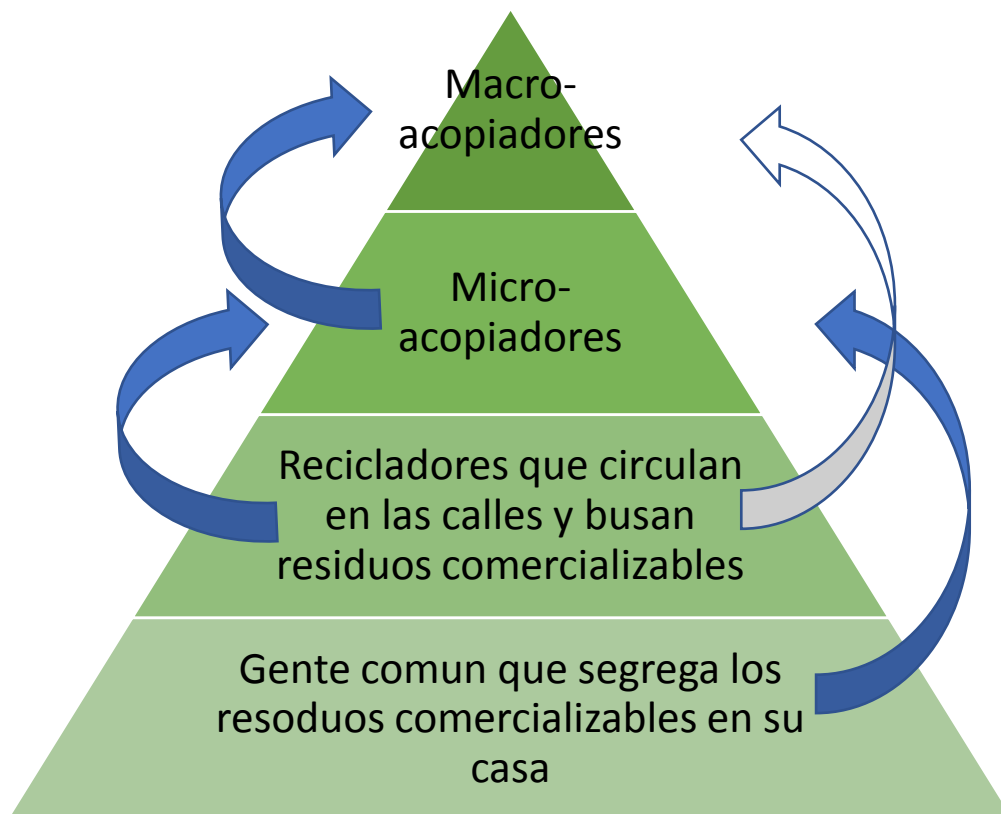 Macro-
acopiadores
Micro-
acopiadores
Recicladores que circulan
en las calles y busan
residuos comercializables
Gente comun que segrega los
resoduos comercializables en su
casa